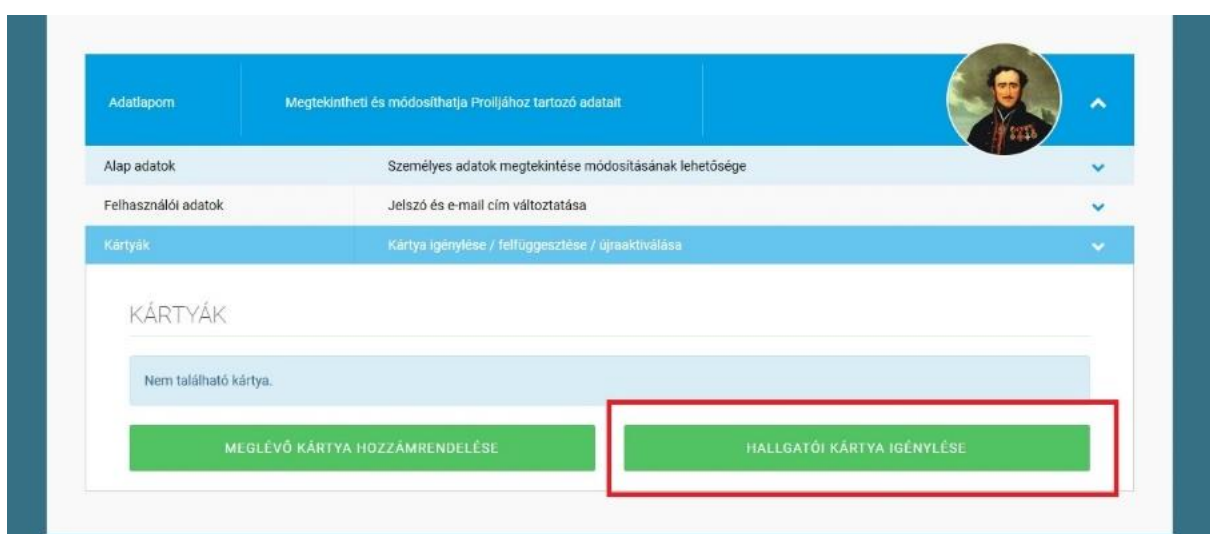 Adatlapom Megtekintheti és módosíthatja Proiljához tartozó adatait
Alap adatok Személyes adatok megtekintése módosításának lehetősége
Felhasználói adatok Jelszó és e-mail cím változtatása
Kártyák Kártya igénylése / felfüggesztése / újraaktiválása
KÁRTYÁK
Nem található kártya.
MEGLÉVŐ KÁRTYA HOZZÁMRENDELÉSE HALLGATÓI KÁRTYA IGÉNYLÉSE